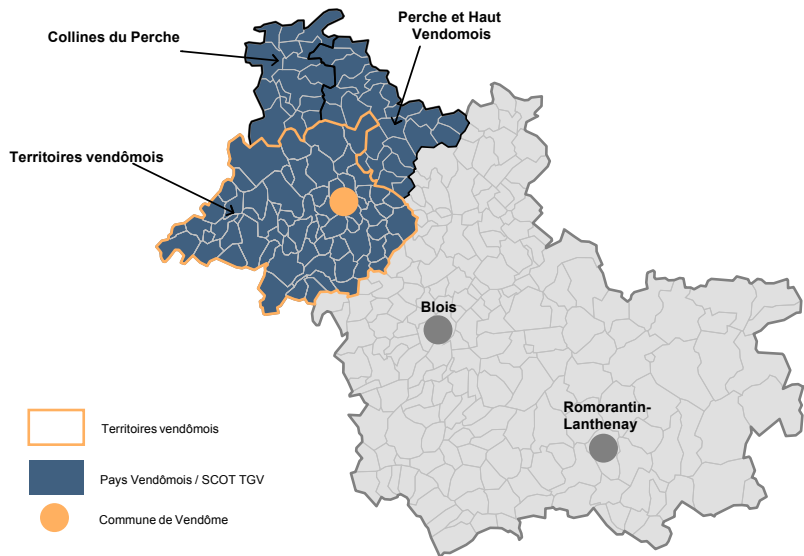 Collines du Perche
Perche et Haut
Vendomois
Territoires vendômois
Blois
Romorantin-
Lanthenay
Territoires vendômois
Pays Vendômois / SCOT TGV
Commune de Vendôme